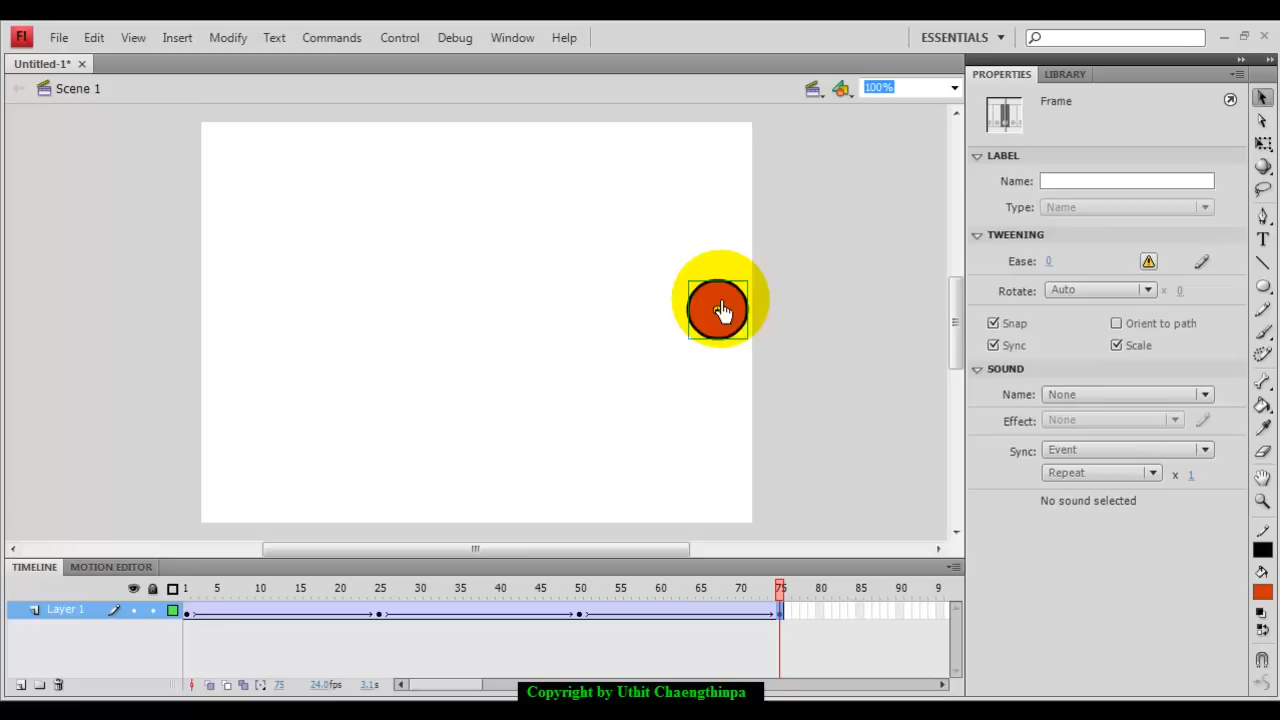 Fl File Edit View Insert Modify Text Commands Control Debug Window Help ESSENTIALS
Untitled-1*
Scene 1 100%
PROPERTIES LIBRARY
Frame
LABEL
Name:
Type: Name
TWEENING
Ease: 0
Rotate: Auto x 0
Snap Orient to path
Sync Scale
SOUND
Name: None
Effect: None
Sync: Event
Repeat x 1
No sound selected
TIMELINE MOTION EDITOR
1 5 10 15 20 25 30 35 40 45 50 55 60 65 70 75 80 85 90 9
Layer 1
75 24.0fps 3.1s
Copyright by Uthit Chaengthinpa